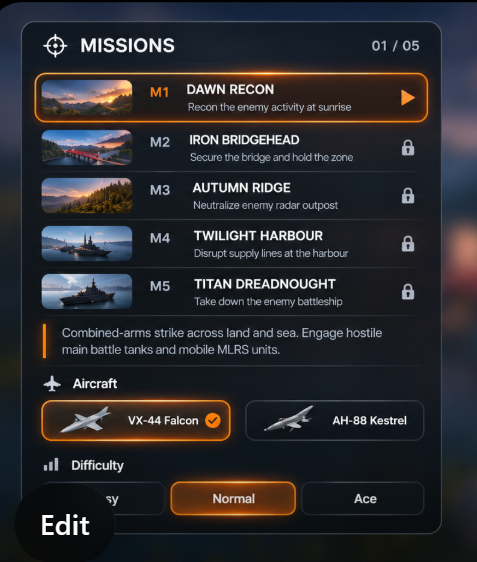 MISSIONS
01 / 05
M1 DAWN RECON
Recon the enemy activity at sunrise
M2 IRON BRIDGEHEAD
Secure the bridge and hold the zone
M3 AUTUMN RIDGE
Neutralize enemy radar outpost
M4 TWILIGHT HARBOUR
Disrupt supply lines at the harbour
M5 TITAN DREADNOUGHT
Take down the enemy battleship
Combined-arms strike across land and sea. Engage hostile
main battle tanks and mobile MLRS units.
Aircraft
VX-44 Falcon
AH-88 Kestrel
Difficulty
Normal
Ace
Edit